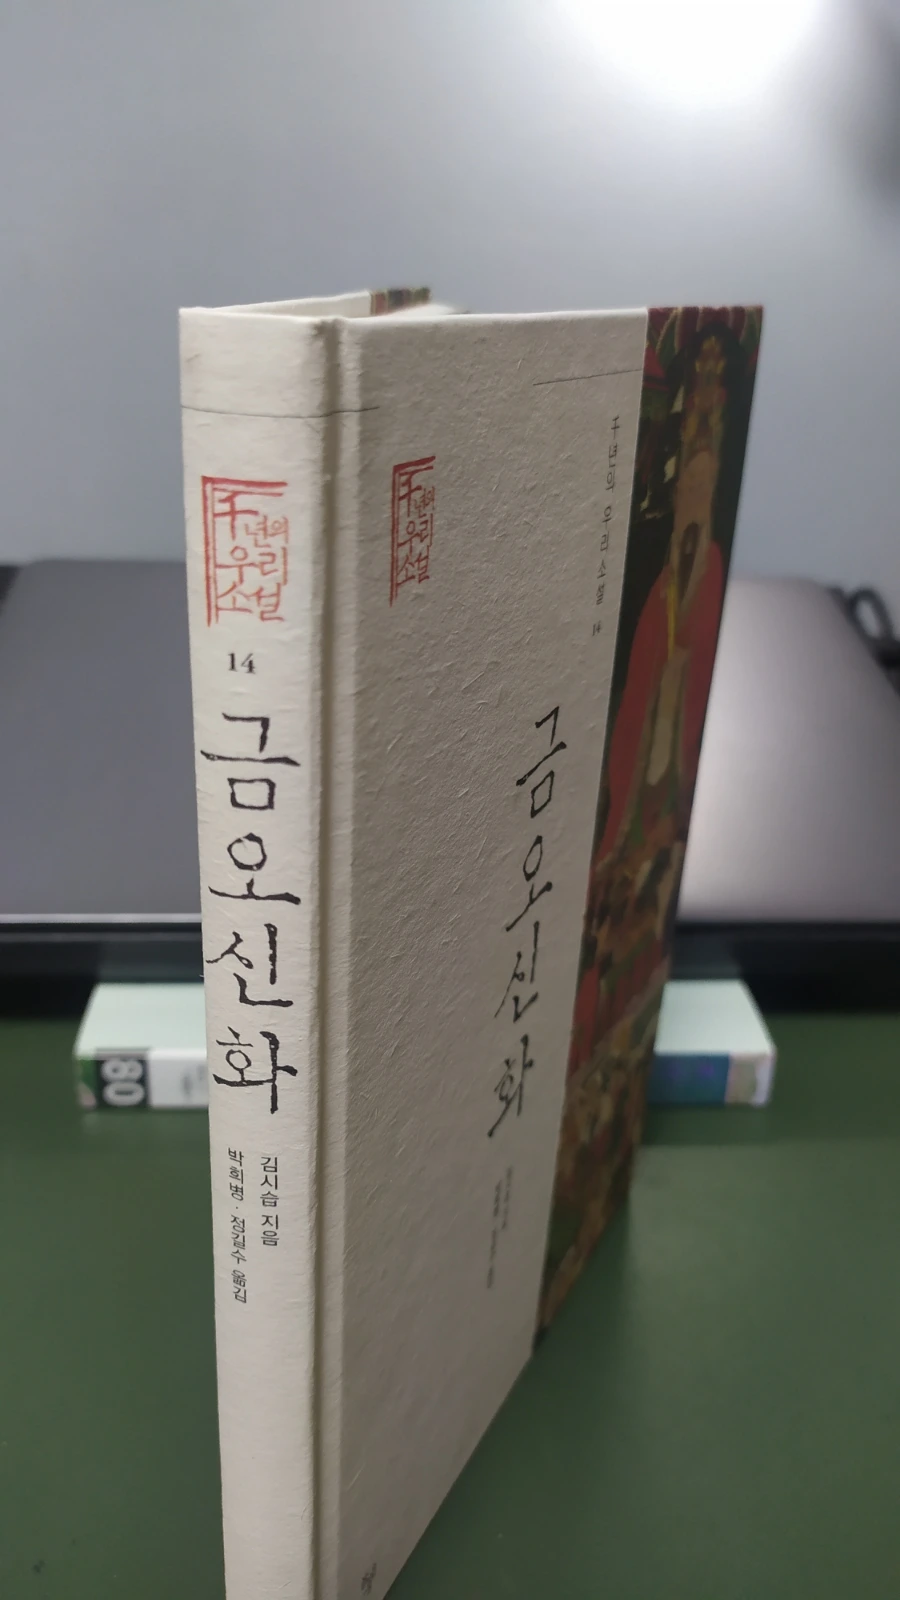 千년의
우리
소설
14
금오신화
김시습 지음
박희병·정길수 옮김
千년의
우리
소설
千년의 우리소설 14
금오신화
80